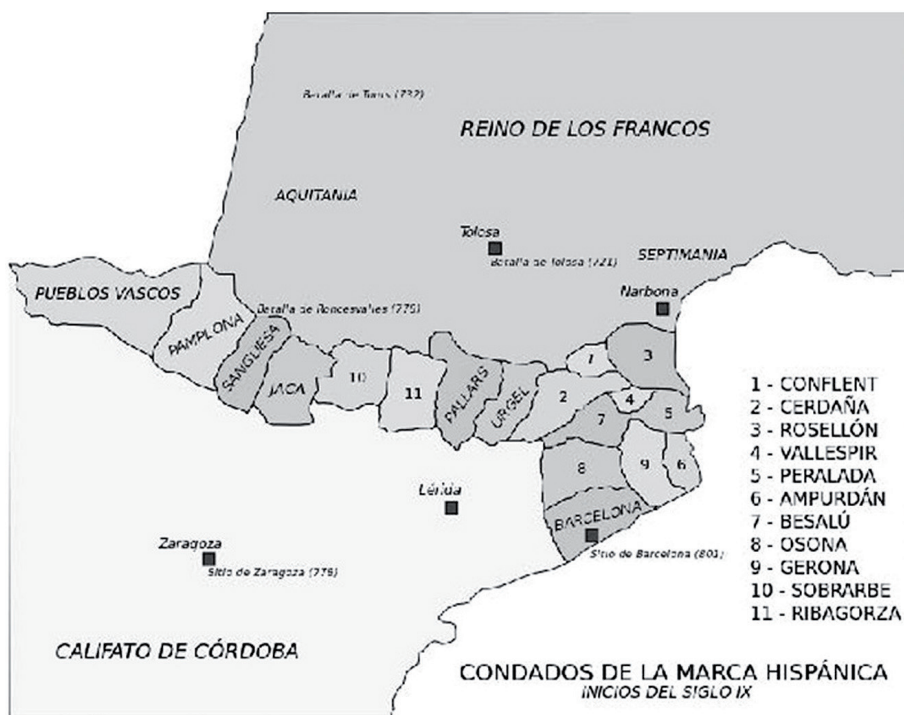 Batalla de Tours (732)
REINO DE LOS FRANCOS
AQUITANIA
Tolosa
Batalla de Tolosa (721)
SEPTIMANIA
Narbona
PUEBLOS VASCOS
PAMPLONA
Batalla de Roncesvalles (778)
SANGUESA
JACA
10
11
PALLARS
URGEL
2
1
3
4
5
7
8
9
6
BARCELONA
Sitio de Barcelona (801)
Lérida
Zaragoza
Sitio de Zaragoza (778)
CALIFATO DE CÓRDOBA
1 - CONFLENT
2 - CERDAÑA
3 - ROSELLÓN
4 - VALLESPIR
5 - PERALADA
6 - AMPURDÁN
7 - BESALÚ
8 - OSONA
9 - GERONA
10 - SOBRARBE
11 - RIBAGORZA
CONDADOS DE LA MARCA HISPÁNICA
INICIOS DEL SIGLO IX